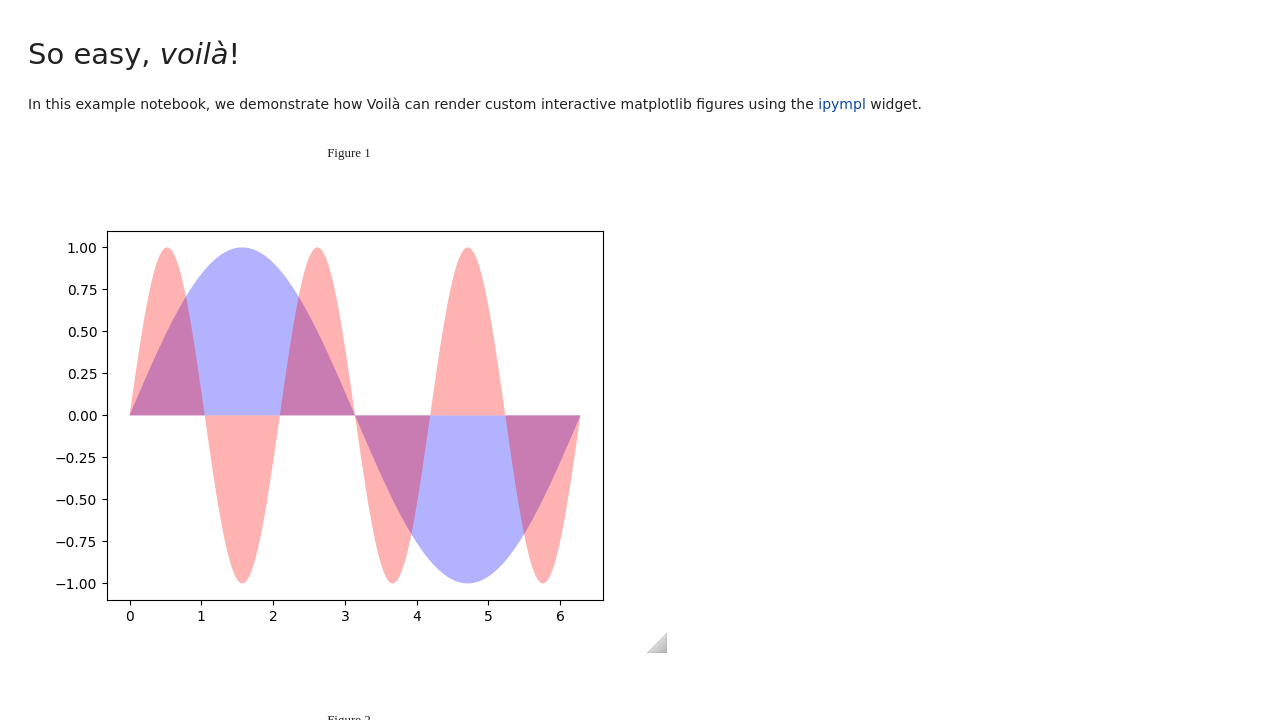 So easy, voilà!
In this example notebook, we demonstrate how Voilà can render custom interactive matplotlib figures using the ipympl widget.
Figure 1
1.00
0.75
0.50
0.25
0.00
−0.25
−0.50
−0.75
−1.00
0 1 2 3 4 5 6
Figure 2